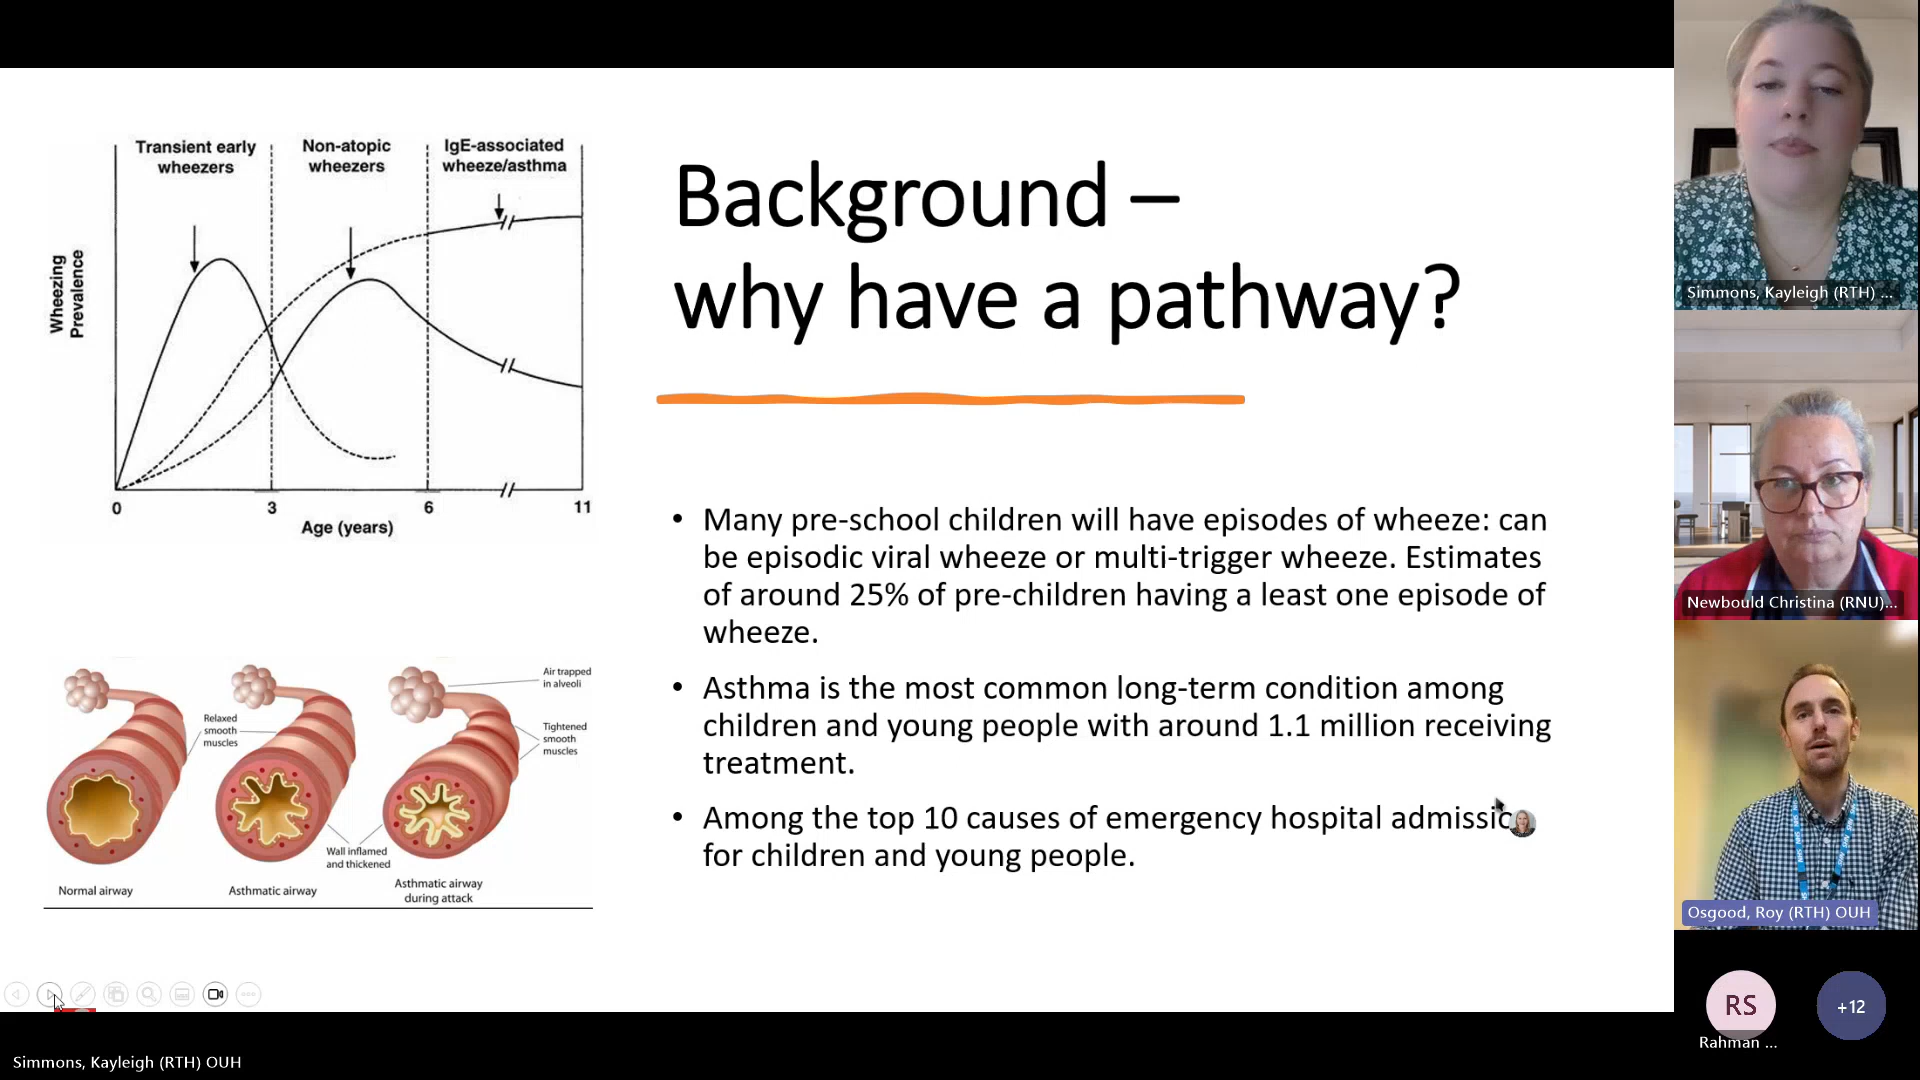 Transient early
wheezers
Non-atopic
wheezers
IgE-associated
wheeze/asthma
Wheezing
Prevalence
0
3
6
11
Age (years)
Background –
why have a pathway?
• Many pre-school children will have episodes of wheeze: can
be episodic viral wheeze or multi-trigger wheeze. Estimates
of around 25% of pre-children having a least one episode of
wheeze.
• Asthma is the most common long-term condition among
children and young people with around 1.1 million receiving
treatment.
• Among the top 10 causes of emergency hospital
for children and young people.
Air trapped
in alveoli
Relaxed
smooth
muscles
Tightened
smooth
muscles
Wall inflamed
and thickened
Normal airway
Asthmatic airway
Asthmatic airway
during attack
Simmons, Kayleigh (RTH) ...
Newbould Christina (RNU)...
Osgood, Roy (RTH) OUH
RS
+12
Rahman ...
Simmons, Kayleigh (RTH) OUH